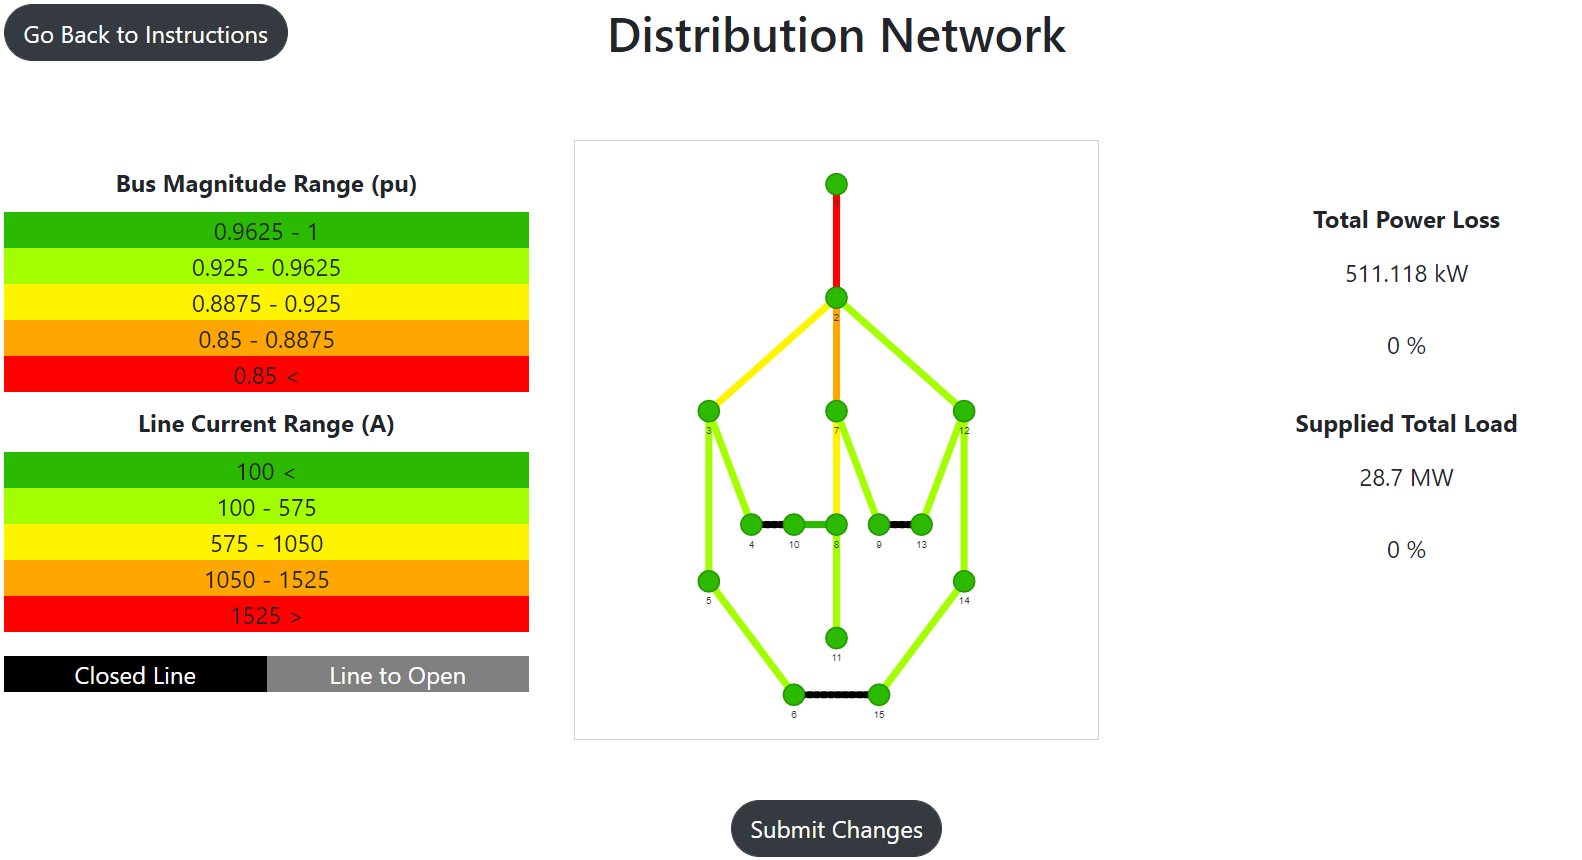 Go Back to Instructions
Distribution Network
Bus Magnitude Range (pu)
0.9625 - 1
0.925 - 0.9625
0.8875 - 0.925
0.85 - 0.8875
0.85 <
Line Current Range (A)
100 <
100 - 575
575 - 1050
1050 - 1525
1525 >
Closed Line
Line to Open
2
3
7
12
4
10
8
9
13
5
14
11
6
15
Total Power Loss
511.118 kW
0 %
Supplied Total Load
28.7 MW
0 %
Submit Changes